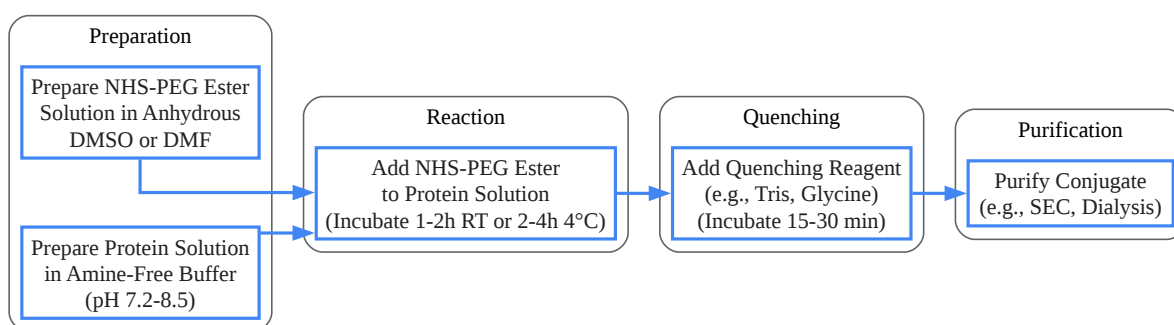 Preparation
Prepare NHS-PEG Ester
Solution in Anhydrous
DMSO or DMF
Prepare Protein Solution
in Amine-Free Buffer
(pH 7.2-8.5)
Reaction
Add NHS-PEG Ester
to Protein Solution
(Incubate 1-2h RT or 2-4h 4°C)
Quenching
Add Quenching Reagent
(e.g., Tris, Glycine)
(Incubate 15-30 min)
Purification
Purify Conjugate
(e.g., SEC, Dialysis)